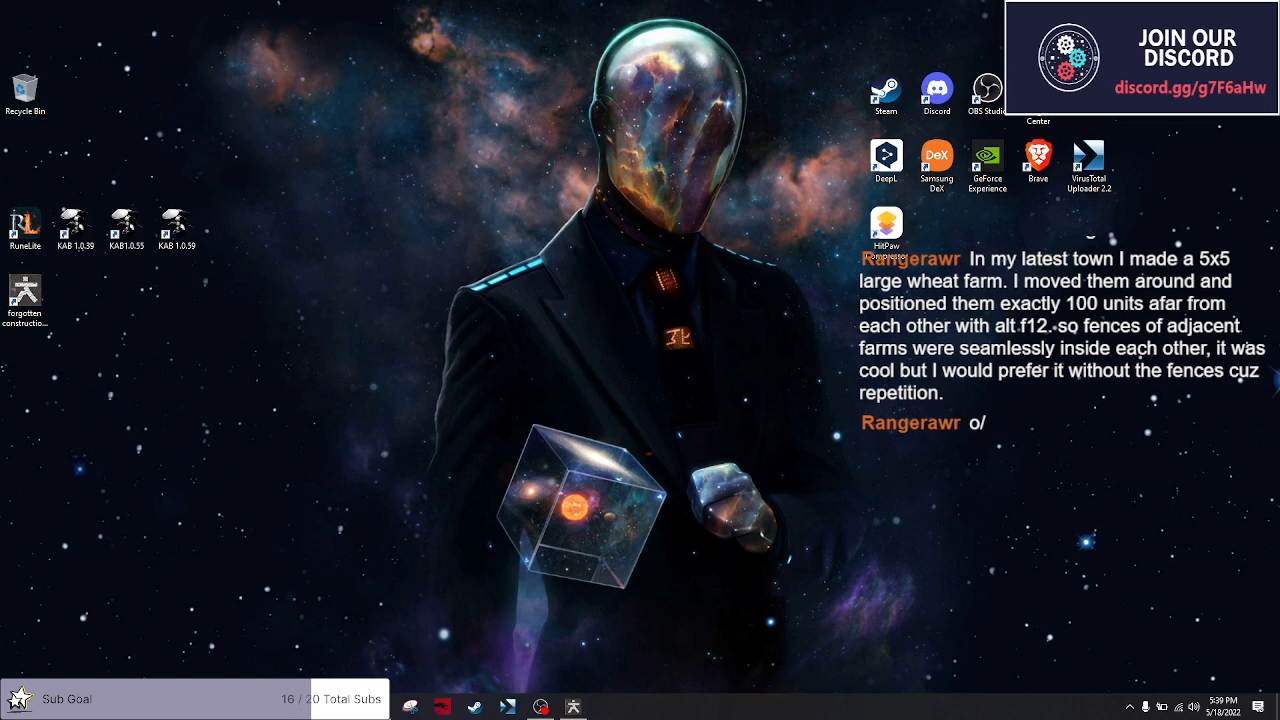 JOIN OUR
DISCORD
discord.gg/g7F6aHw
Recycle Bin
Steam
Discord
OBS Studio
Center
DeX
DeepL
Samsung
DeX
GeForce
Experience
Brave
VirusTotal
Uploader 2.2
RuneLite
KAB 1,0,39
KAB1.0.55
KAB 1.0.59
HitPaw
forgotten
constructio...
Rangerawr In my latest town I made a 5x5
large wheat farm. I moved them around and
positioned them exactly 100 units afar from
each other with alt f12. so fences of adjacent
farms were seamlessly inside each other, it was
cool but I would prefer it without the fences cuz
repetition.
Rangerawr o/
Sub Goal
16 / 20 Total Subs
5:39 PM
5/18/2022